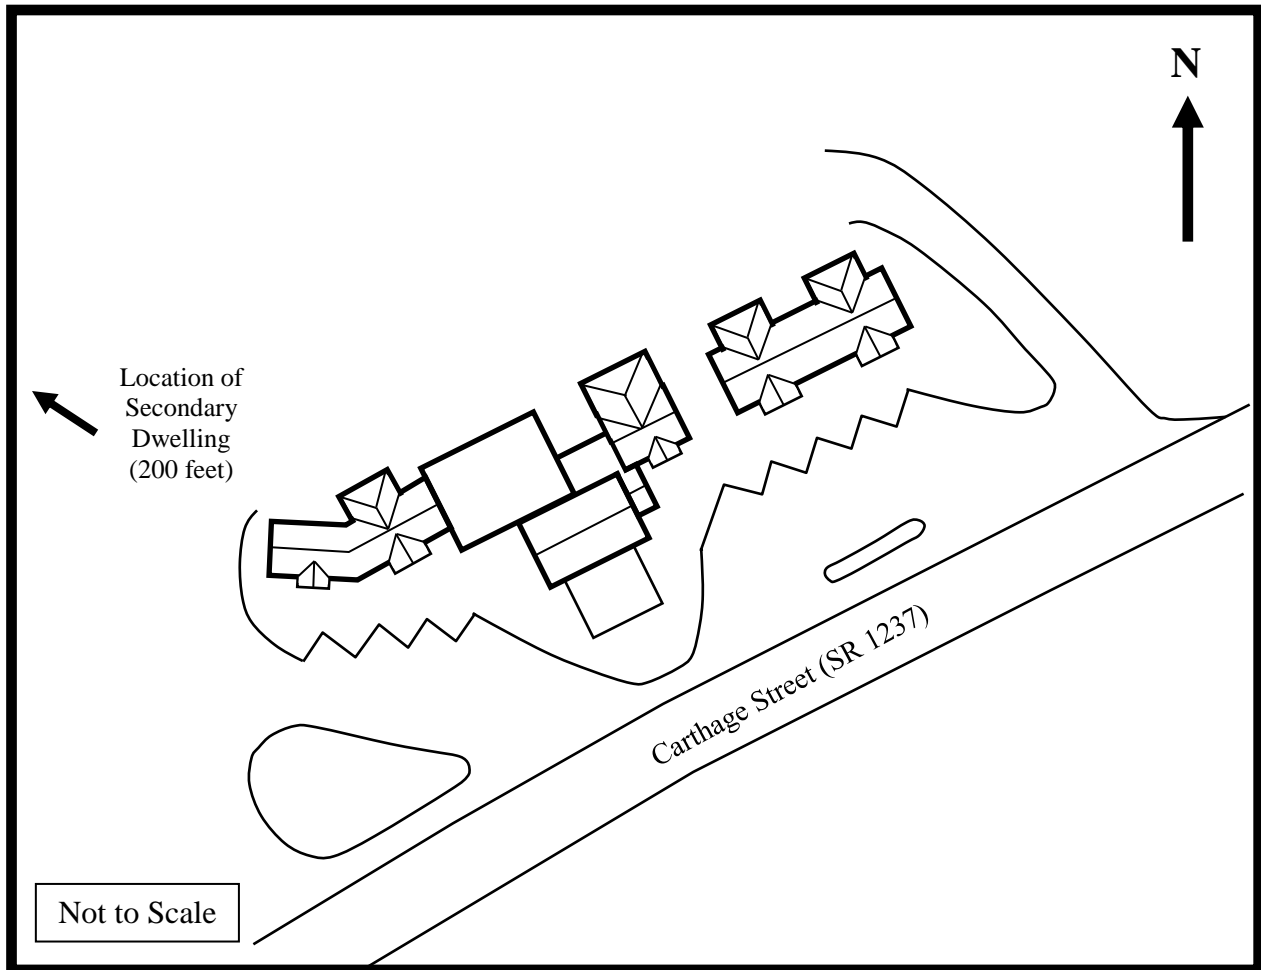 N
Location of
Secondary
Dwelling
(200 feet)
Carthage Street (SR 1237)
Not to Scale